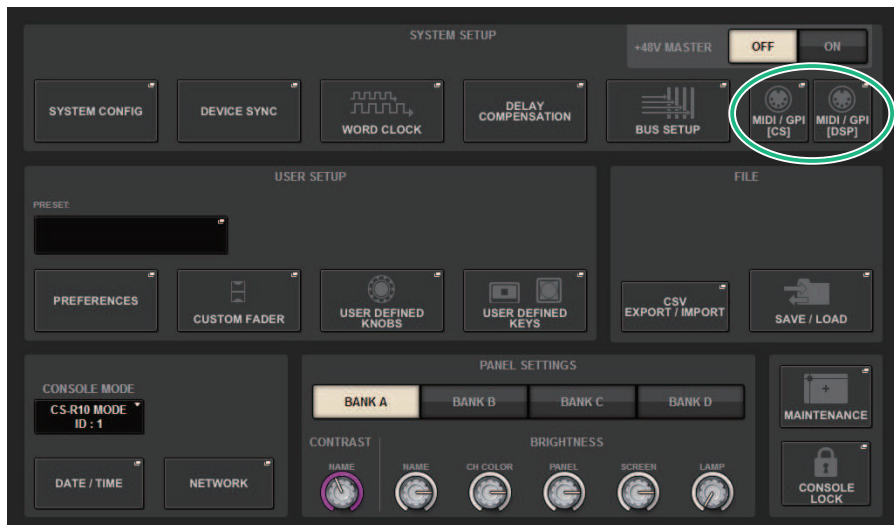 SYSTEM SETUP
+48V MASTER
OFF
ON
SYSTEM CONFIG
DEVICE SYNC
WORD CLOCK
DELAY
COMPENSATION
BUS SETUP
MIDI / GPI
[CS]
MIDI / GPI
[DSP]
USER SETUP
PRESET:
PREFERENCES
CUSTOM FADER
USER DEFINED
KNOBS
USER DEFINED
KEYS
FILE
CSV
EXPORT / IMPORT
SAVE / LOAD
CONSOLE MODE
CS-R10 MODE
ID : 1
DATE / TIME
NETWORK
PANEL SETTINGS
BANK A
BANK B
BANK C
BANK D
CONTRAST
BRIGHTNESS
NAME
NAME
CH COLOR
PANEL
SCREEN
LAMP
MAINTENANCE
CONSOLE
LOCK